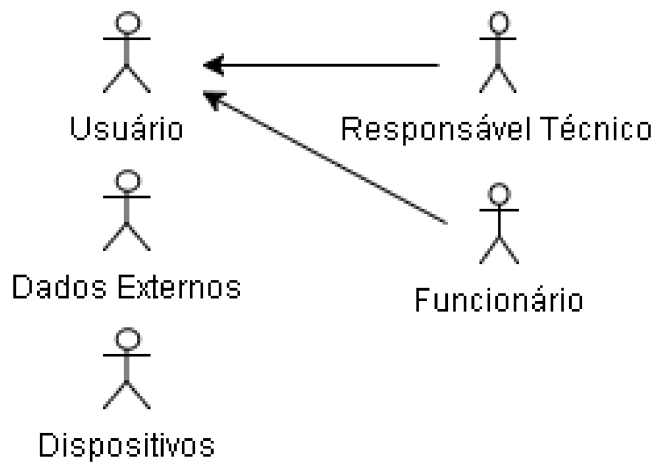 Usuário
Responsável Técnico
Dados Externos
Funcionário
Dispositivos